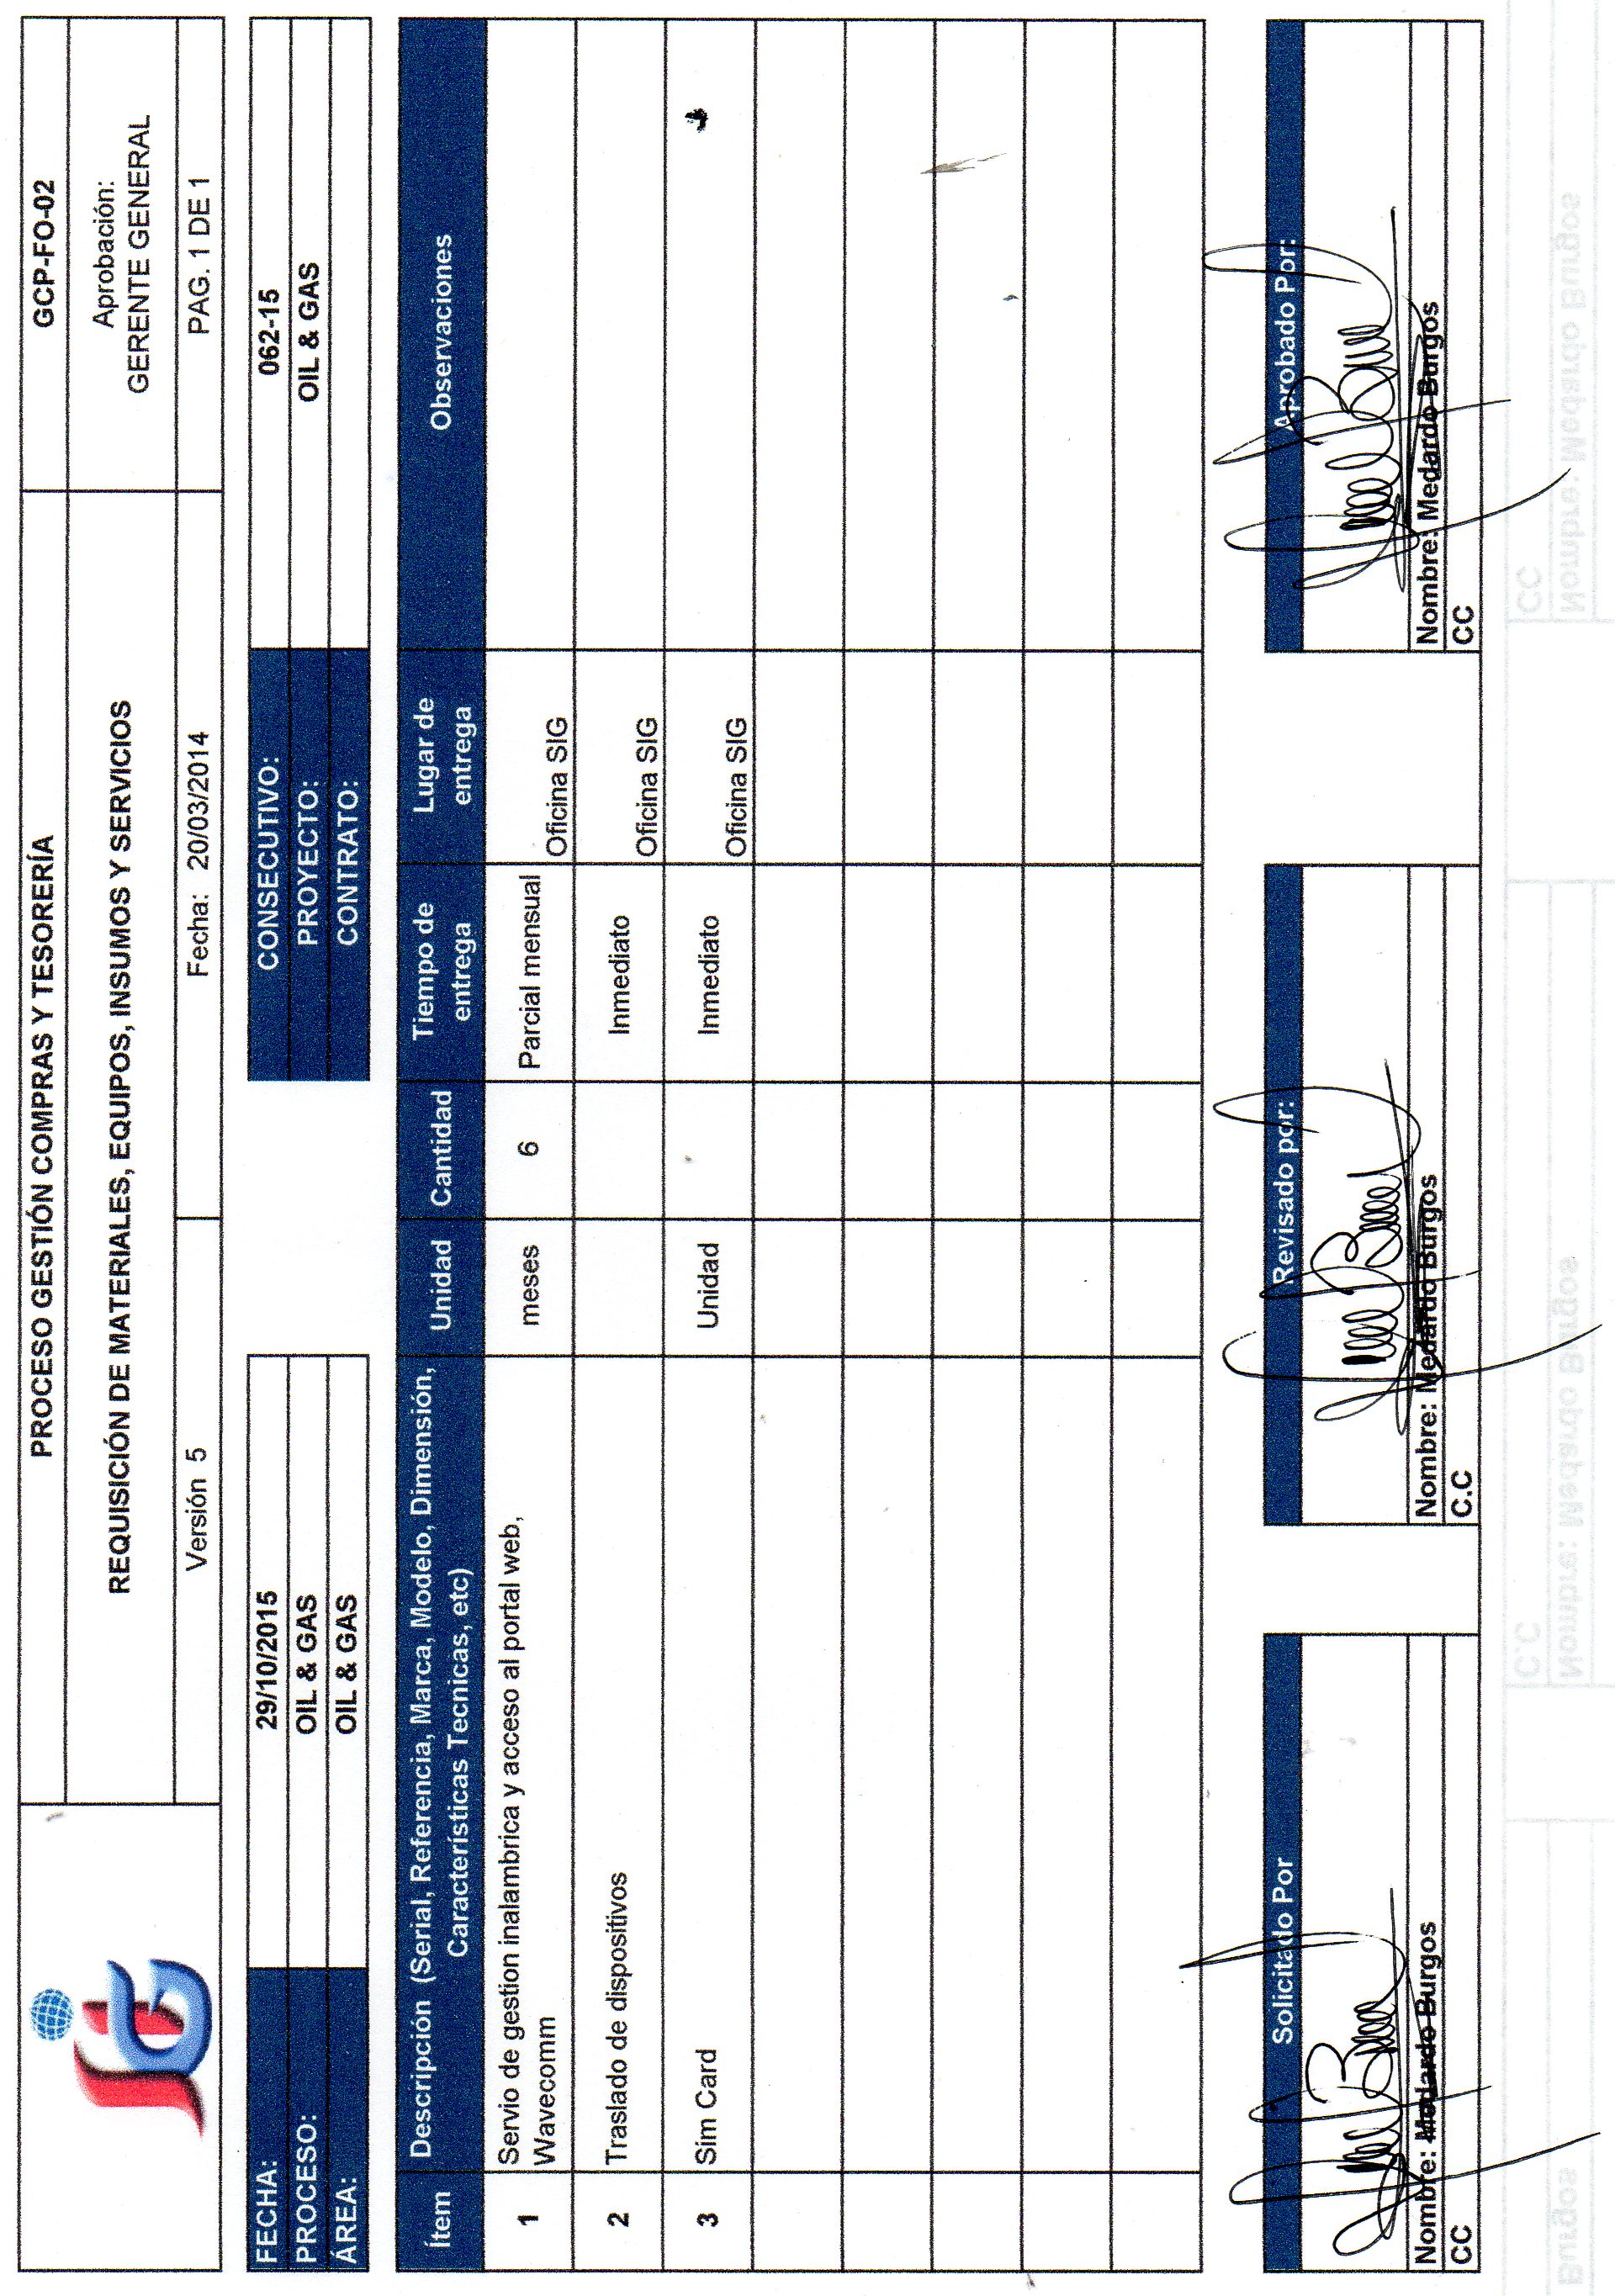 PROCESO GESTIÓN COMPRAS Y TESORERÍA
GCP-FO-02
REQUISICIÓN DE MATERIALES, EQUIPOS, INSUMOS Y SERVICIOS
Aprobación:
GERENTE GENERAL
Versión 5
Fecha: 20/03/2014
PAG. 1 DE 1
FECHA: 29/10/2015
CONSECUTIVO: 062-15
PROCESO: OIL & GAS
PROYECTO: OIL & GAS
ÁREA: OIL & GAS
CONTRATO:
Ítem
Descripción (Serial, Referencia, Marca, Modelo, Dimensión,
Características Tecnicas, etc)
Unidad
Cantidad
Tiempo de
entrega
Lugar de
entrega
Observaciones
1
Servio de gestion inalambrica y acceso al portal web,
Wavecomm
meses
6
Parcial mensual
Oficina SIG
2
Traslado de dispositivos
Inmediato
Oficina SIG
3
Sim Card
Unidad
Inmediato
Oficina SIG
Solicitado Por
Revisado por:
Aprobado Por:
Nombre: Medardo Burgos
Nombre: Medardo Burgos
Nombre: Medardo Burgos
CC
C.C
CC